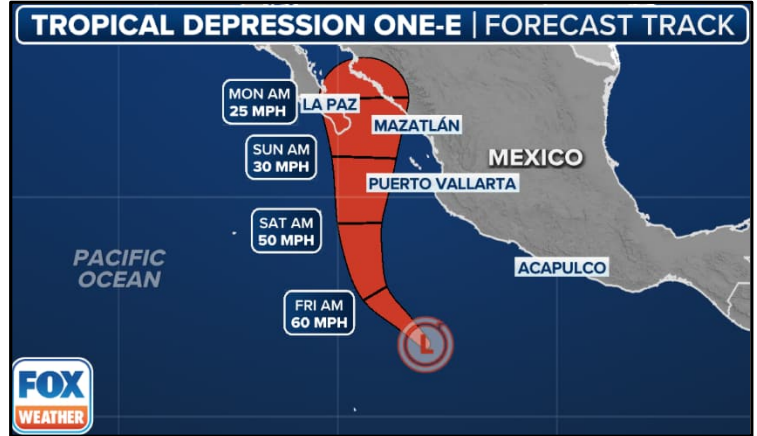 TROPICAL DEPRESSION ONE-E | FORECAST TRACK
MON AM
25 MPH
LA PAZ
MAZATLÁN
SUN AM
30 MPH
MEXICO
PUERTO VALLARTA
SAT AM
50 MPH
PACIFIC
OCEAN
ACAPULCO
FRI AM
60 MPH
L
FOX
WEATHER